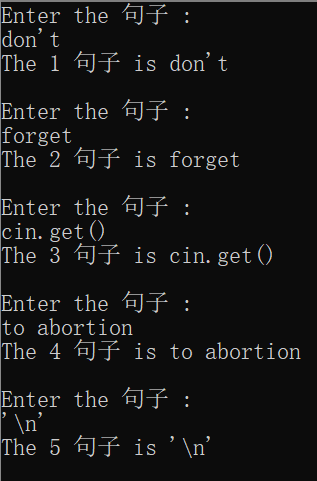 Enter the 句子 :
don't
The 1 句子 is don't
Enter the 句子 :
forget
The 2 句子 is forget
Enter the 句子 :
cin.get()
The 3 句子 is cin.get()
Enter the 句子 :
to abortion
The 4 句子 is to abortion
Enter the 句子 :
'\n'
The 5 句子 is '\n'